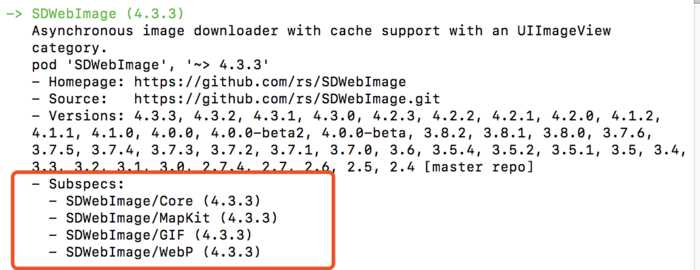 -> SDWebImage (4.3.3)
Asynchronous image downloader with cache support with an UIImageView
category.
pod 'SDWebImage', '~> 4.3.3'
- Homepage: https://github.com/rs/SDWebImage
- Source:   https://github.com/rs/SDWebImage.git
- Versions: 4.3.3, 4.3.2, 4.3.1, 4.3.0, 4.2.3, 4.2.2, 4.2.1, 4.2.0, 4.1.2,
4.1.1, 4.1.0, 4.0.0, 4.0.0-beta2, 4.0.0-beta, 3.8.2, 3.8.1, 3.8.0, 3.7.6,
3.7.5, 3.7.4, 3.7.3, 3.7.2, 3.7.1, 3.7.0, 3.6, 3.5.4, 3.5.2, 3.5.1, 3.5, 3.4,
3.3, 3.2, 3.1, 3.0, 2.7.4, 2.7, 2.6, 2.5, 2.4 [master repo]
- Subspecs:
- SDWebImage/Core (4.3.3)
- SDWebImage/MapKit (4.3.3)
- SDWebImage/GIF (4.3.3)
- SDWebImage/WebP (4.3.3)